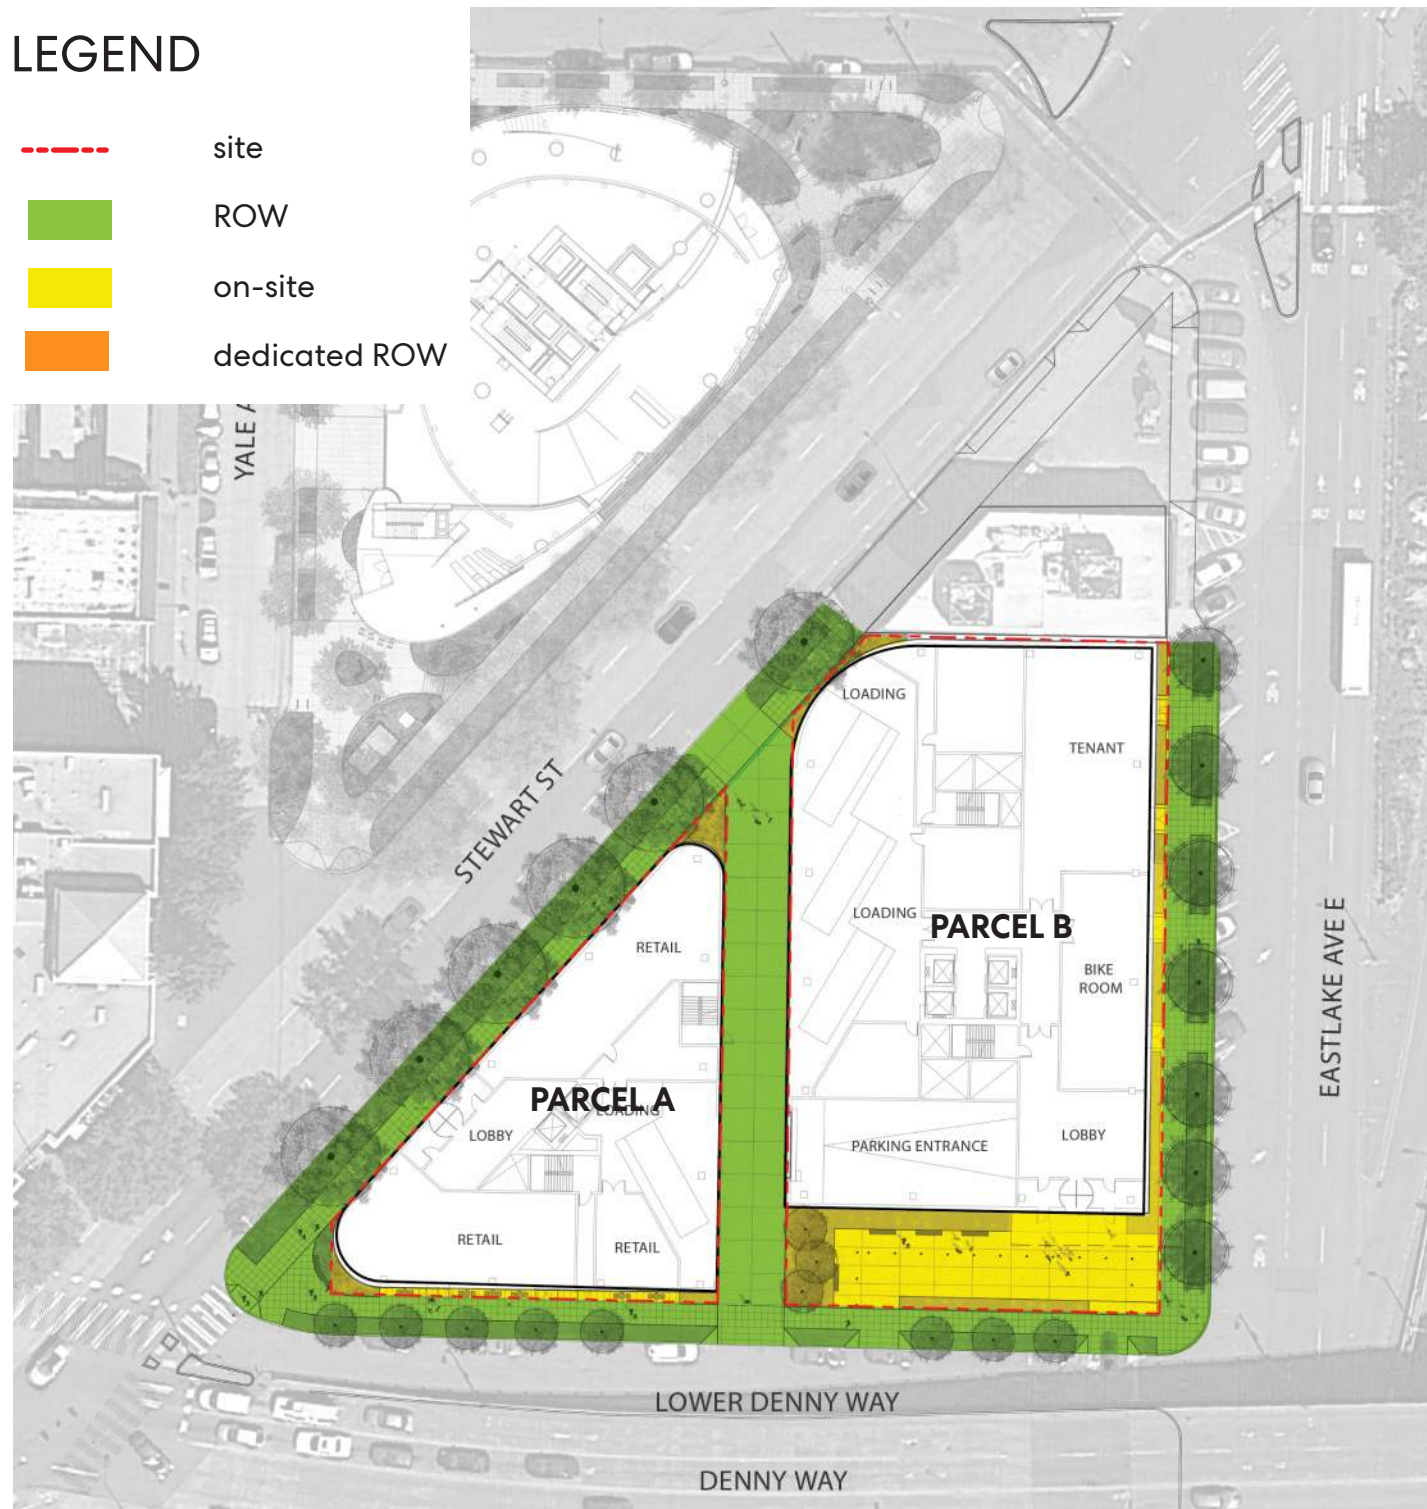 LEGEND
site
ROW
on-site
dedicated ROW
YALE A
STEWART ST
LOADING
TENANT
LOADING
PARCEL B
RETAIL
BIKE
ROOM
EASTLAKE AVE E
PARCEL A
LOADING
LOBBY
PARKING ENTRANCE
LOBBY
RETAIL
RETAIL
LOWER DENNY WAY
DENNY WAY